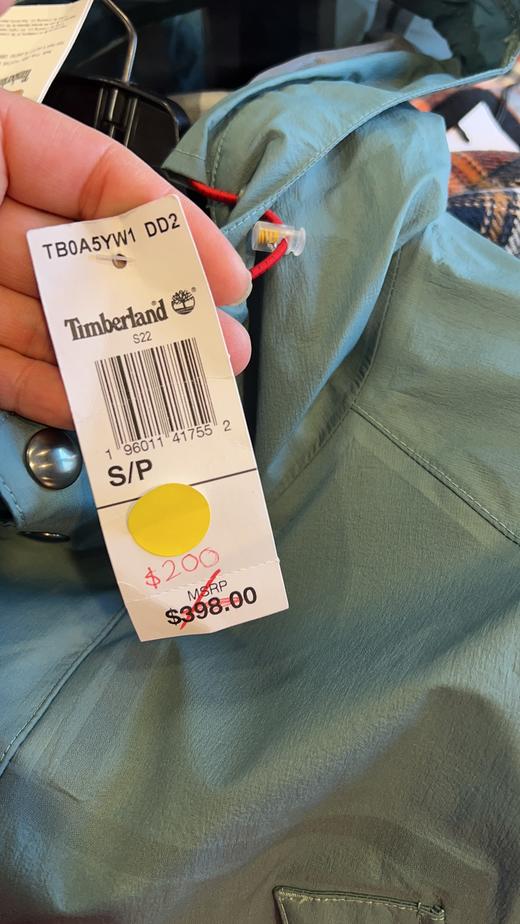 TB0A5YW1 DD2
Timberland®
S22
1 96011 41755 2
S/P
$200
MSRP
$398.00